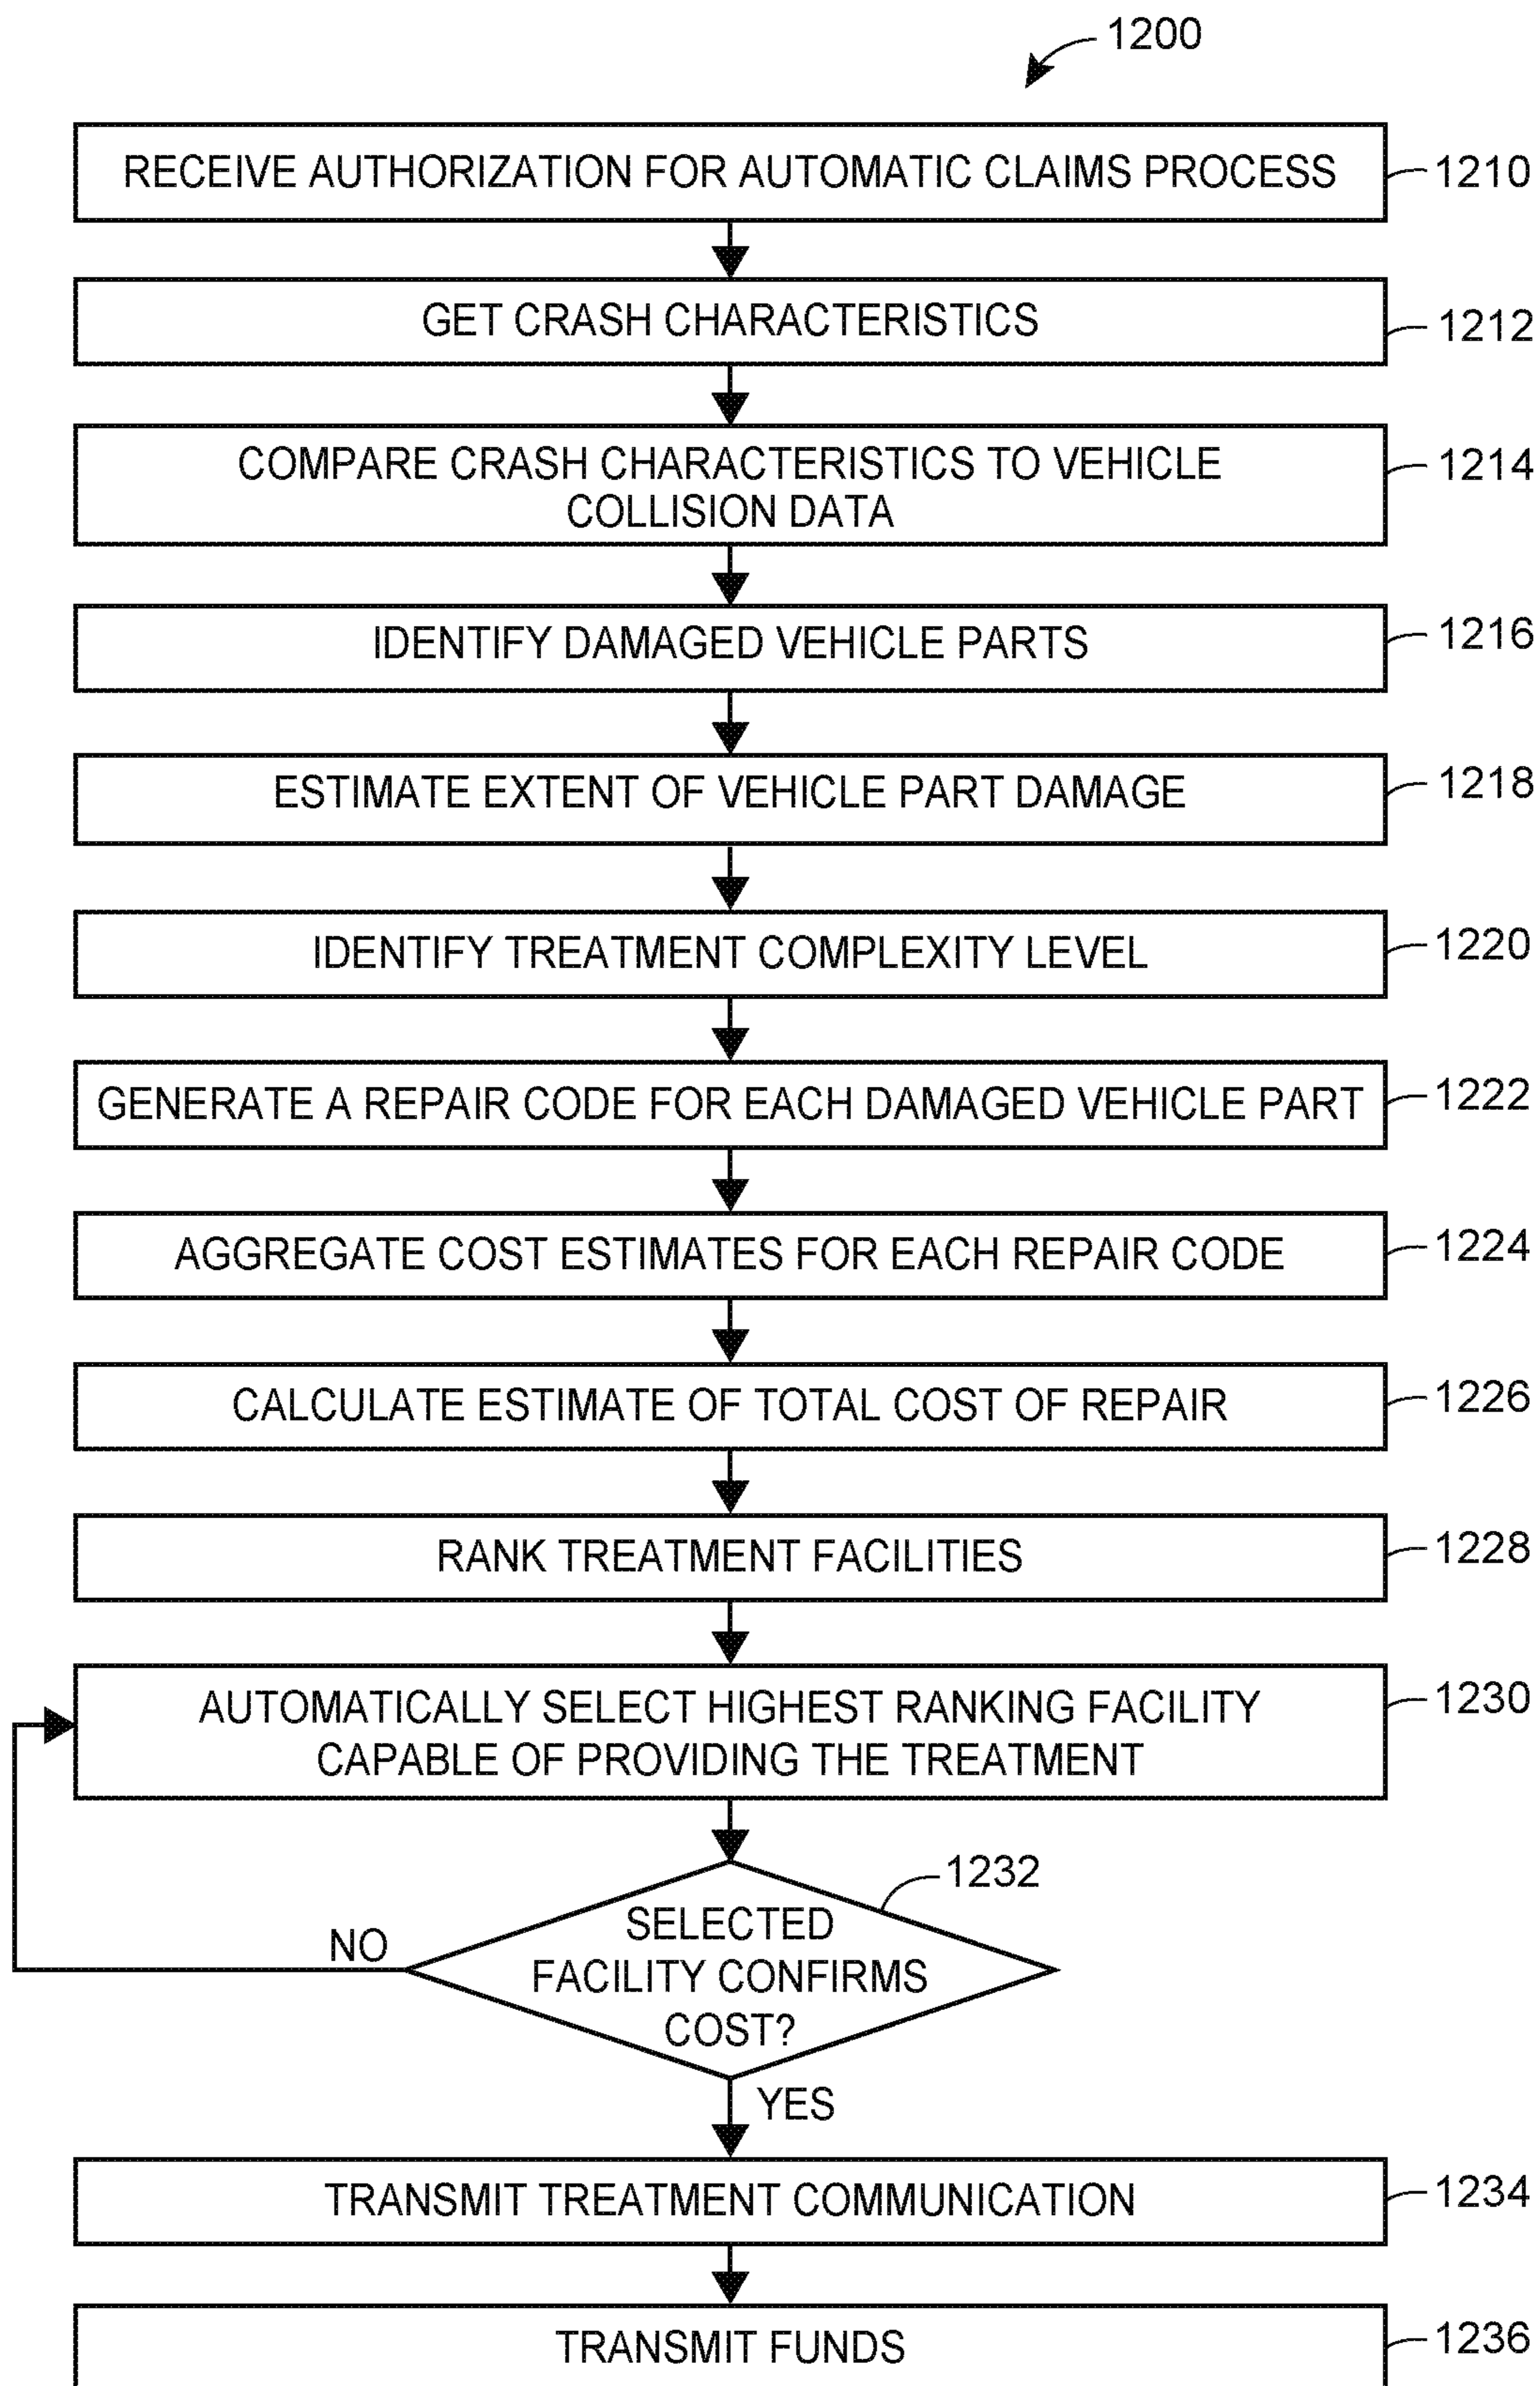 1200
RECEIVE AUTHORIZATION FOR AUTOMATIC CLAIMS PROCESS
1210
GET CRASH CHARACTERISTICS
1212
COMPARE CRASH CHARACTERISTICS TO VEHICLE
COLLISION DATA
1214
IDENTIFY DAMAGED VEHICLE PARTS
1216
ESTIMATE EXTENT OF VEHICLE PART DAMAGE
1218
IDENTIFY TREATMENT COMPLEXITY LEVEL
1220
GENERATE A REPAIR CODE FOR EACH DAMAGED VEHICLE PART
1222
AGGREGATE COST ESTIMATES FOR EACH REPAIR CODE
1224
CALCULATE ESTIMATE OF TOTAL COST OF REPAIR
1226
RANK TREATMENT FACILITIES
1228
AUTOMATICALLY SELECT HIGHEST RANKING FACILITY
CAPABLE OF PROVIDING THE TREATMENT
1230
1232
SELECTED
FACILITY CONFIRMS
COST?
NO
YES
TRANSMIT TREATMENT COMMUNICATION
1234
TRANSMIT FUNDS
1236